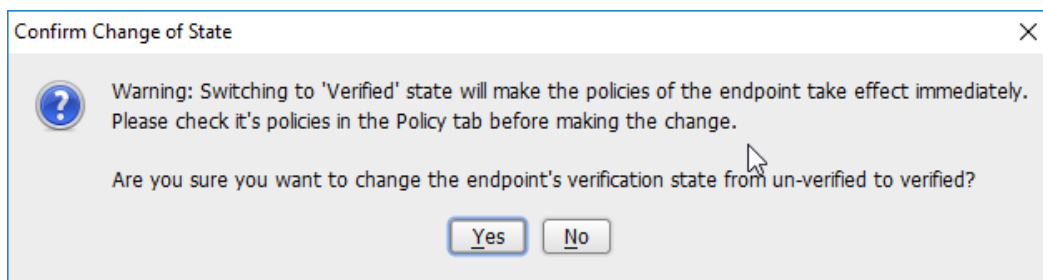 Confirm Change of State
Warning: Switching to 'Verified' state will make the policies of the endpoint take effect immediately.
Please check it's policies in the Policy tab before making the change.
Are you sure you want to change the endpoint's verification state from un-verified to verified?
Yes No